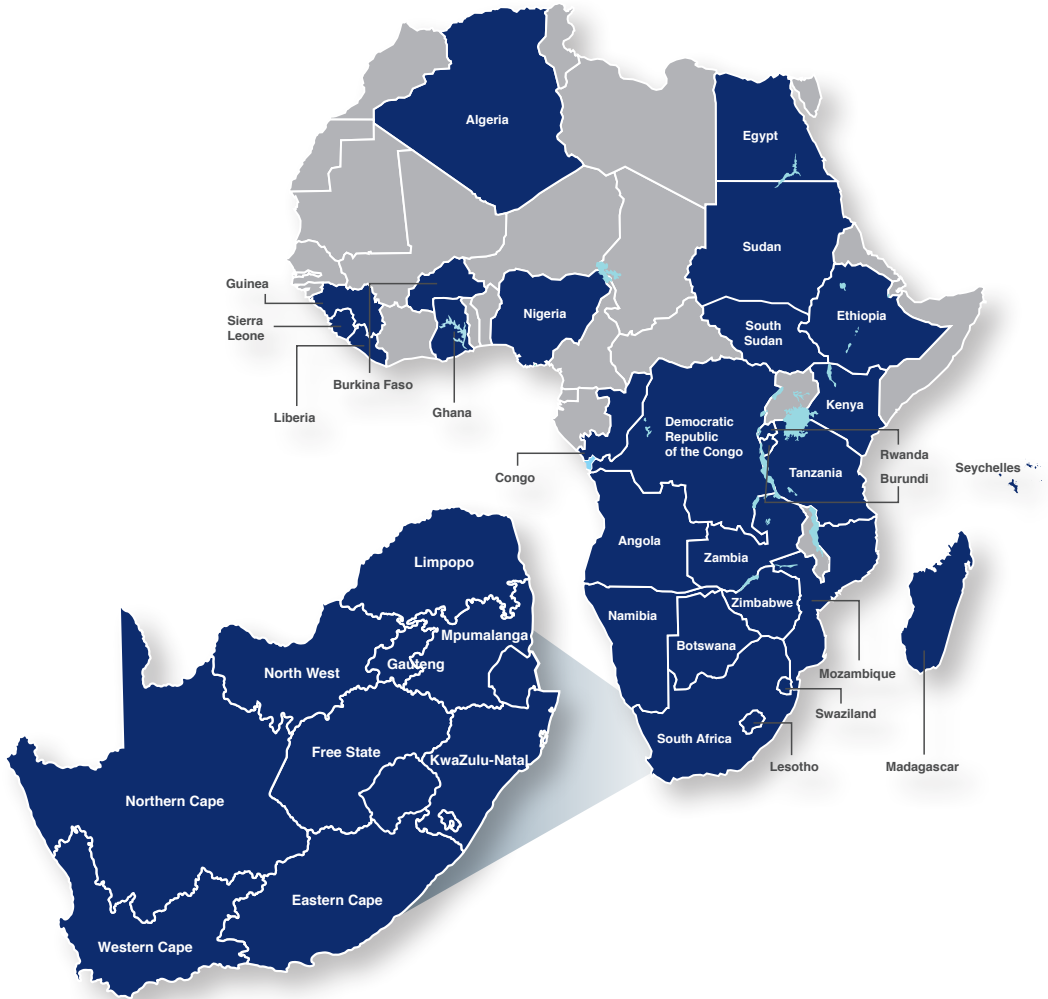 Algeria
Egypt
Sudan
Guinea
Sierra
Leone
Nigeria
Ethiopia
South
Sudan
Burkina Faso
Liberia
Ghana
Kenya
Democratic
Republic
of the Congo
Rwanda
Congo
Tanzania
Burundi
Seychelles
Angola
Zambia
Limpopo
Zimbabwe
Namibia
Mpumalanga
Botswana
Gauteng
North West
Mozambique
Swaziland
South Africa
Free State
KwaZulu-Natal
Lesotho
Madagascar
Northern Cape
Eastern Cape
Western Cape